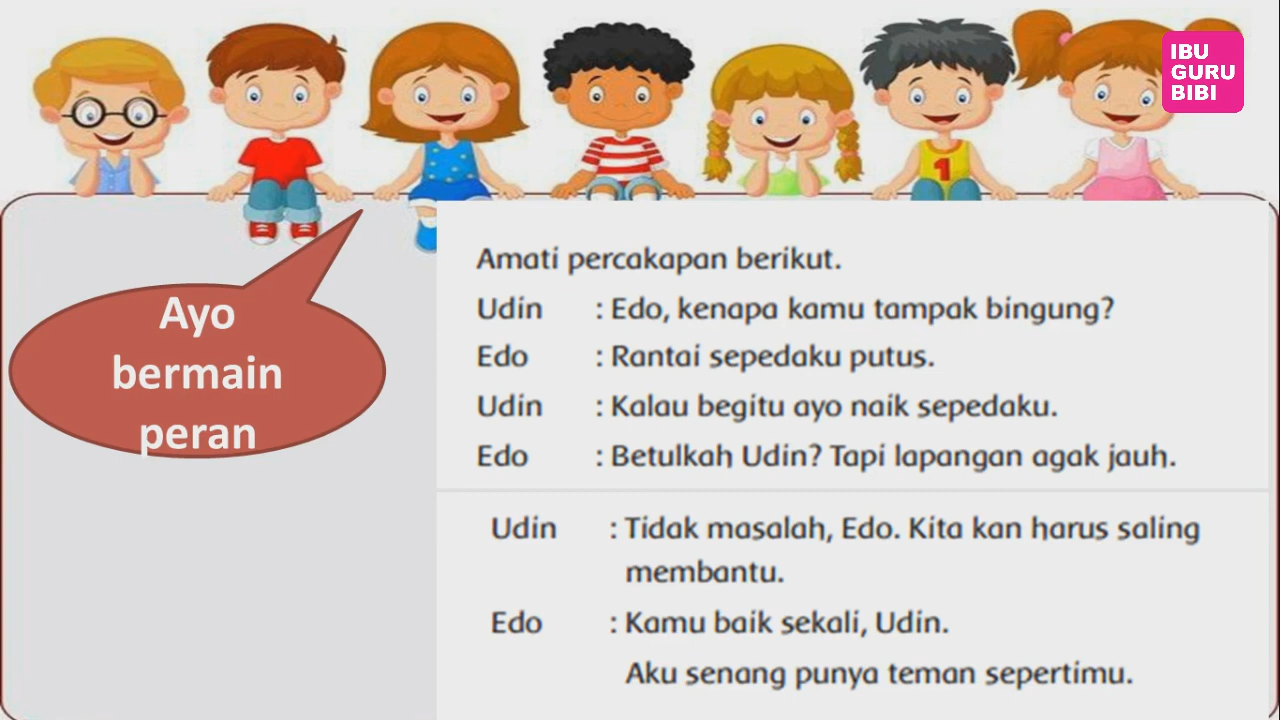 IBU
GURU
BIBI
Ayo
bermain
peran
Amati percakapan berikut.
Udin : Edo, kenapa kamu tampak bingung?
Edo : Rantai sepedaku putus.
Udin : Kalau begitu ayo naik sepedaku.
Edo : Betulkah Udin? Tapi lapangan agak jauh.
Udin : Tidak masalah, Edo. Kita kan harus saling
membantu.
Edo : Kamu baik sekali, Udin.
Aku senang punya teman sepertimu.
1